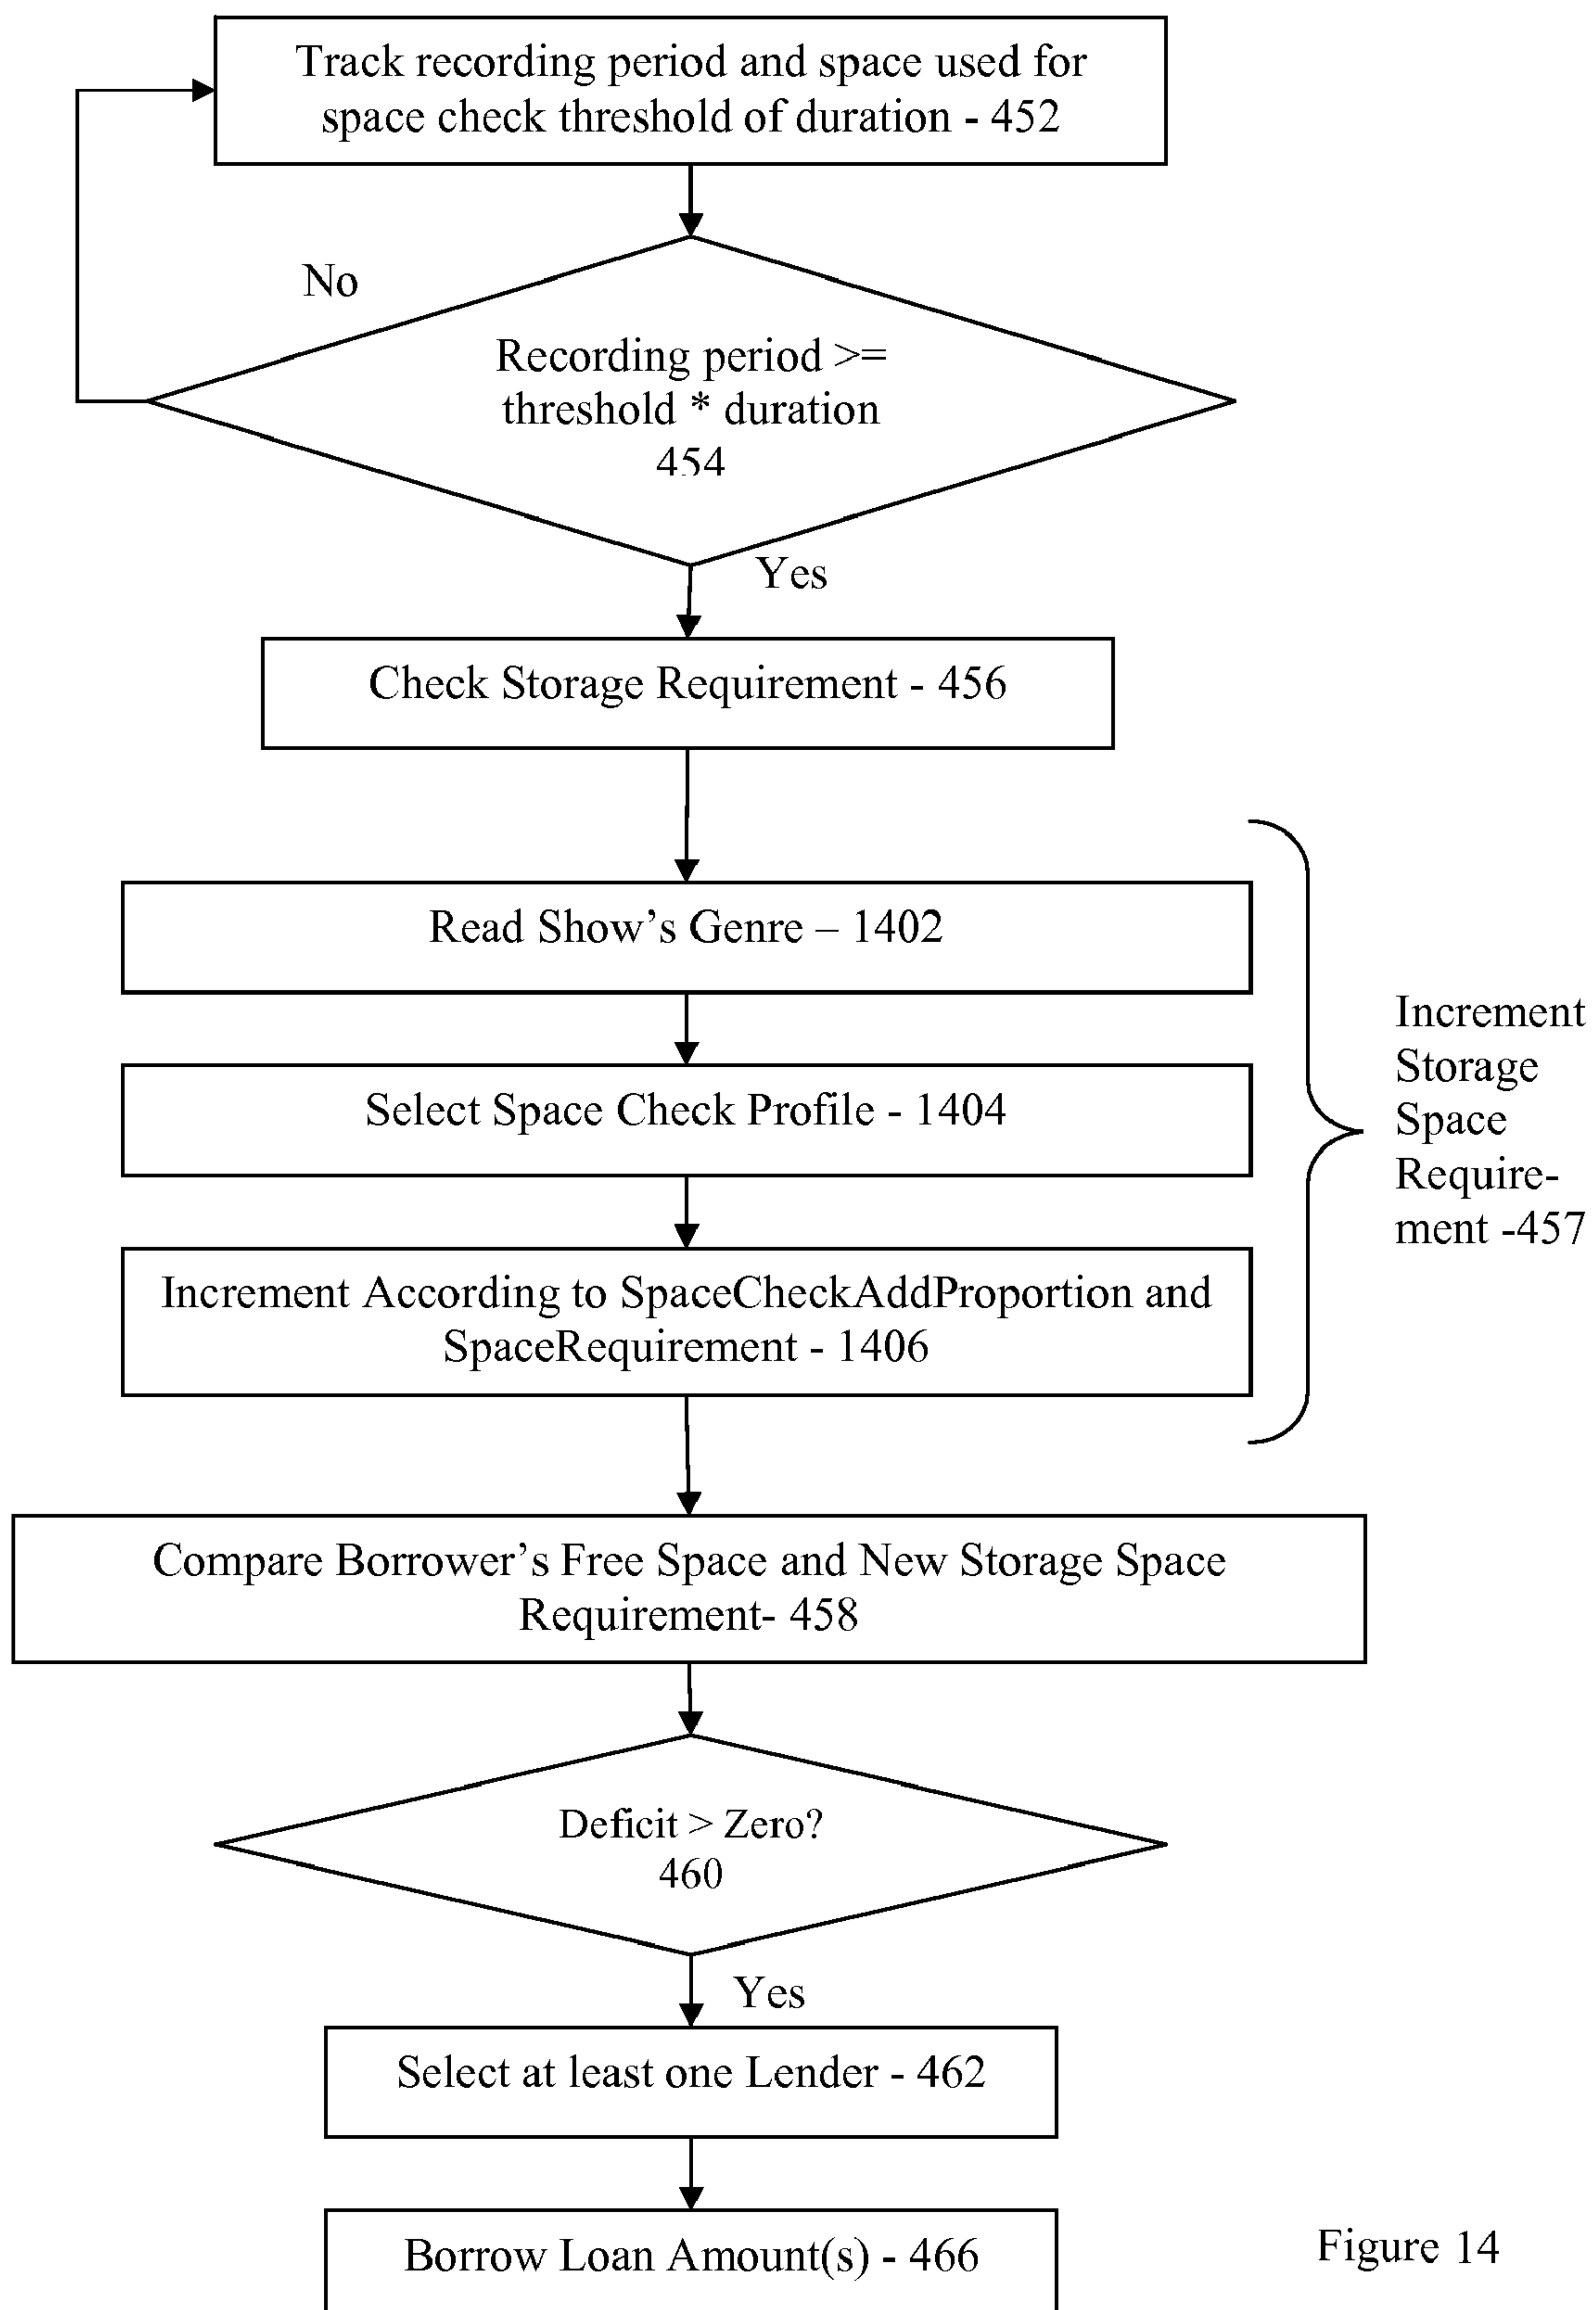 Track recording period and space used for
space check threshold of duration - 452
No
Recording period >=
threshold * duration
454
Yes
Check Storage Requirement - 456
Read Show’s Genre – 1402
Select Space Check Profile - 1404
Increment According to SpaceCheckAddProportion and
SpaceRequirement - 1406
Increment
Storage
Space
Require-
ment -457
Compare Borrower’s Free Space and New Storage Space
Requirement- 458
Deficit > Zero?
460
Yes
Select at least one Lender - 462
Borrow Loan Amount(s) - 466
Figure 14